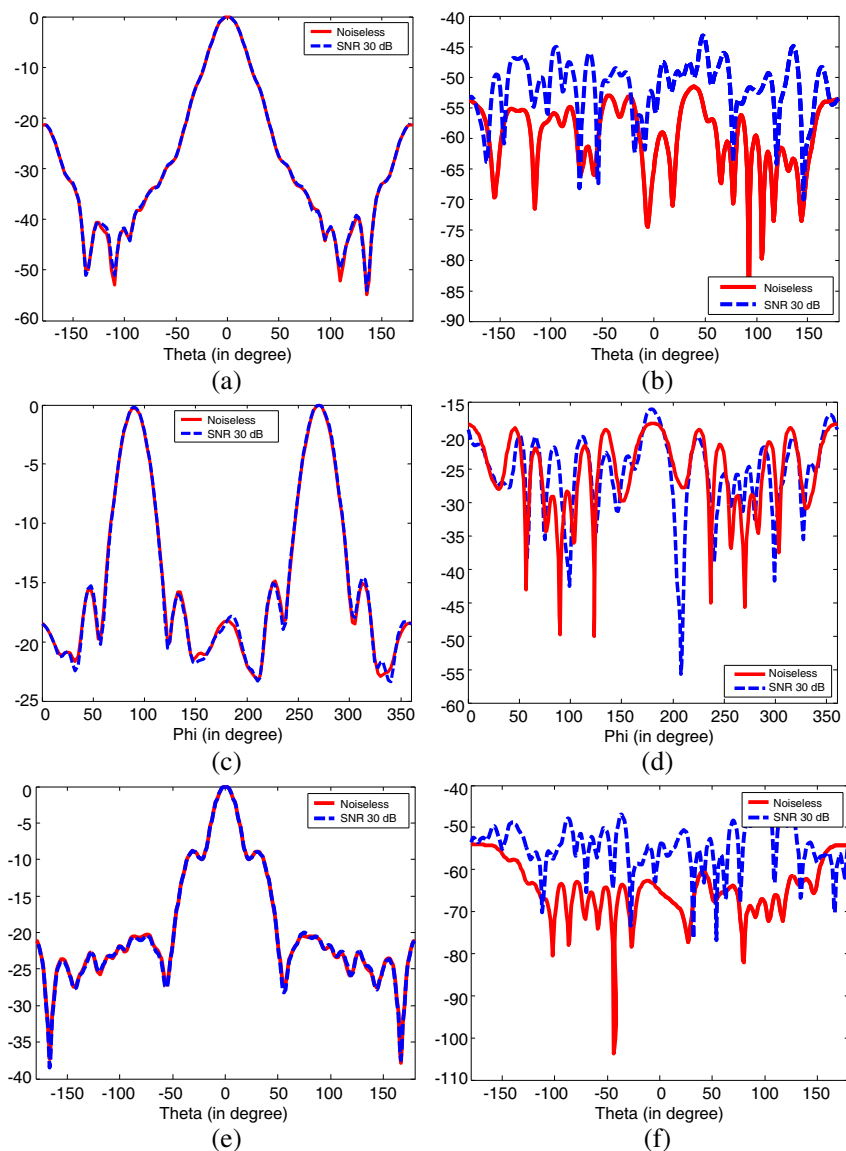 0
-10
-20
-30
-40
-50
-60
-150 -100 -50 0 50 100 150
Theta (in degree)
Noiseless
SNR 30 dB
(a)
-40
-45
-50
-55
-60
-65
-70
-75
-80
-85
-90
-150 -100 -50 0 50 100 150
Theta (in degree)
Noiseless
SNR 30 dB
(b)
0
-5
-10
-15
-20
-25
0 50 100 150 200 250 300 350
Phi (in degree)
Noiseless
SNR 30 dB
(c)
-15
-20
-25
-30
-35
-40
-45
-50
-55
-60
0 50 100 150 200 250 300 350
Phi (in degree)
Noiseless
SNR 30 dB
(d)
0
-5
-10
-15
-20
-25
-30
-35
-40
-150 -100 -50 0 50 100 150
Theta (in degree)
Noiseless
SNR 30 dB
(e)
-40
-50
-60
-70
-80
-90
-100
-110
-150 -100 -50 0 50 100 150
Theta (in degree)
Noiseless
SNR 30 dB
(f)